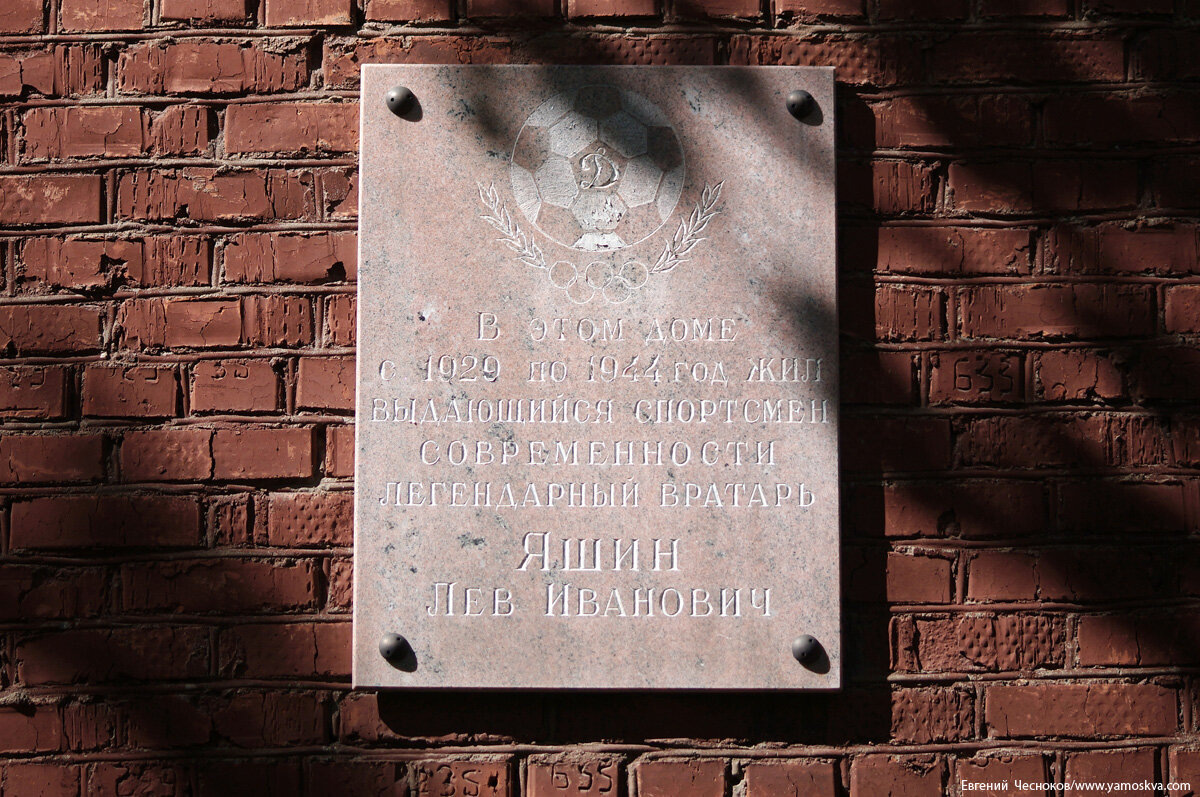 Д
В ЭТОМ ДОМЕ
С 1929 ПО 1944 ГОД ЖИЛ
ВЫДАЮЩИЙСЯ СПОРТСМЕН
СОВРЕМЕННОСТИ
ЛЕГЕНДАРНЫЙ ВРАТАРЬ
ЯШИН
ЛЕВ ИВАНОВИЧ
633
635
Евгений Чесноков/www.yamoskva.com